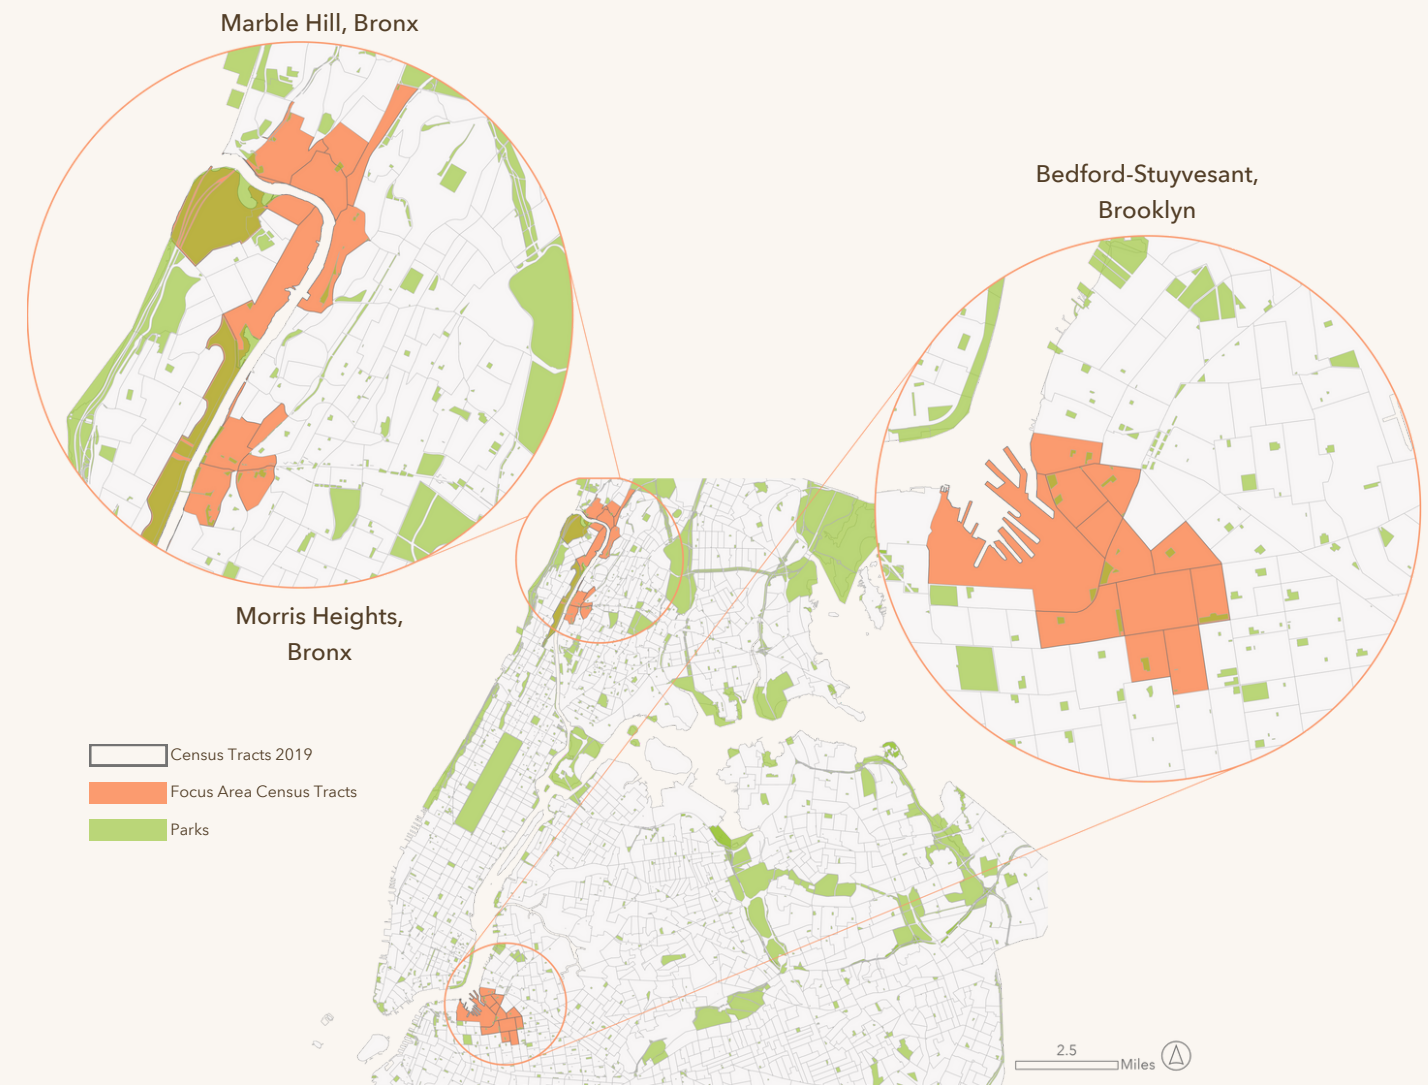 Marble Hill, Bronx
Bedford-Stuyvesant,
Brooklyn
Morris Heights,
Bronx
Census Tracts 2019
Focus Area Census Tracts
Parks
2.5
Miles